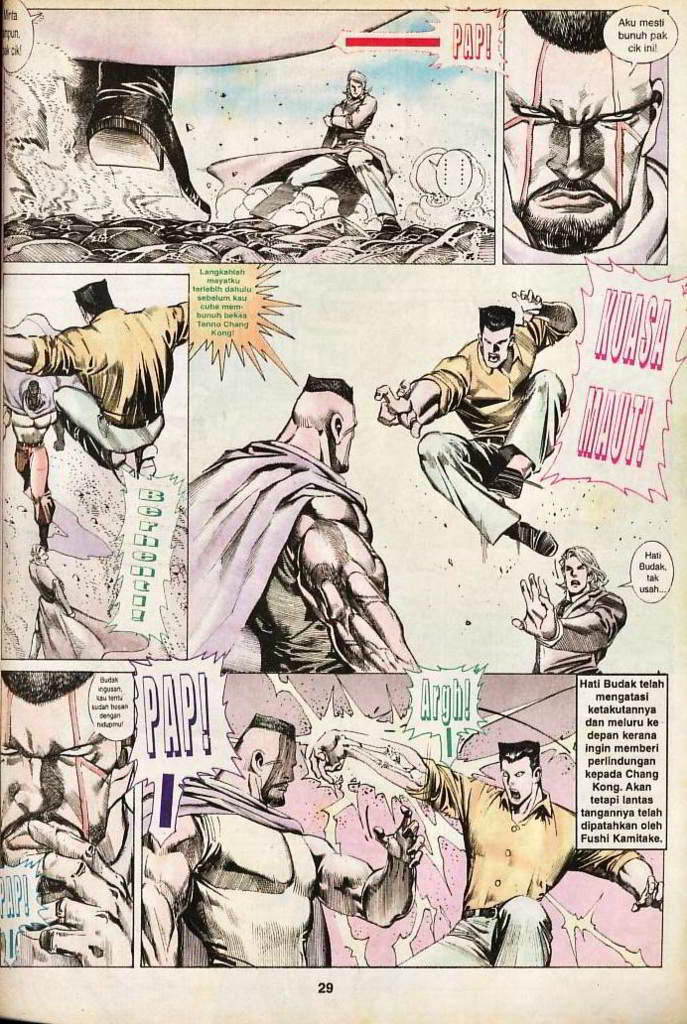 Minta
ampun,
pak cik!
PAP!
Aku mesti
bunuh pak
cik ini!
Langkahlah
mayatku
terlebih dahulu
sebelum kau
cuba mem-
bunuh bekas
Tenno Chang
Kong!
Berhenti!
KUASA
MAUT!
Hati
Budak,
tak
usah...
Budak
ingusan,
kau tentu
sudah bosan
dengan
hidupmu!
PAP!
PAP!
Argh!
Hati Budak telah
mengatasi
ketakutannya
dan meluru ke
depan kerana
ingin memberi
perlindungan
kepada Chang
Kong. Akan
tetapi lantas
tangannya telah
dipatahkan oleh
Fushi Kamitake.
29